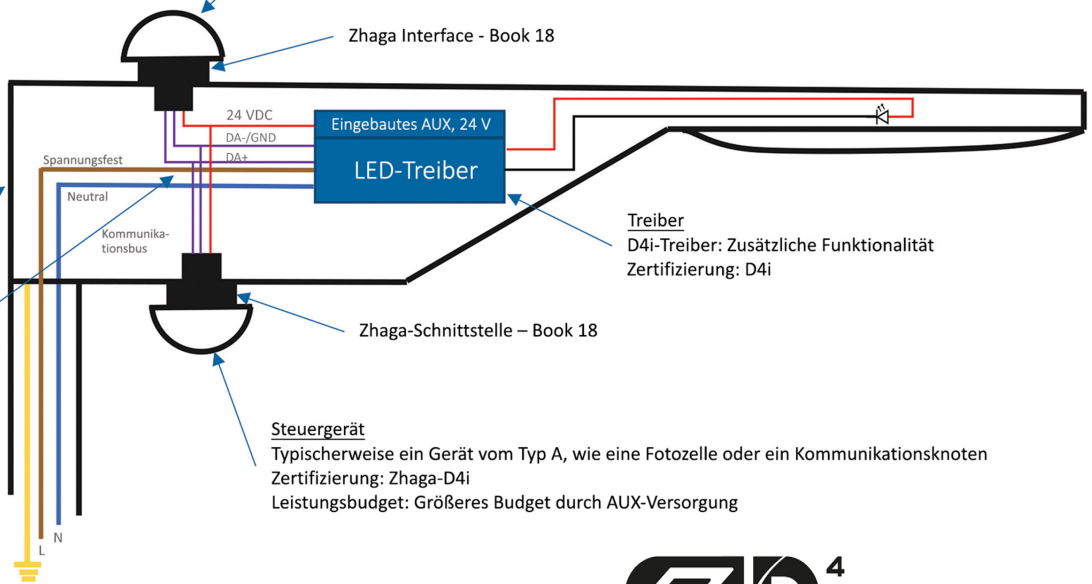 Zhaga Interface - Book 18
24 VDC
Eingebautes AUX, 24 V
DA-/GND
DA+
LED-Treiber
Spannungsfest
Neutral
Kommunika-
tionsbus
Treiber
D4i-Treiber: Zusätzliche Funktionalität
Zertifizierung: D4i
Zhaga-Schnittstelle – Book 18
Steuergerät
Typischerweise ein Gerät vom Typ A, wie eine Fotozelle oder ein Kommunikationsknoten
Zertifizierung: Zhaga-D4i
Leistungsbudget: Größeres Budget durch AUX-Versorgung
N
L
D4